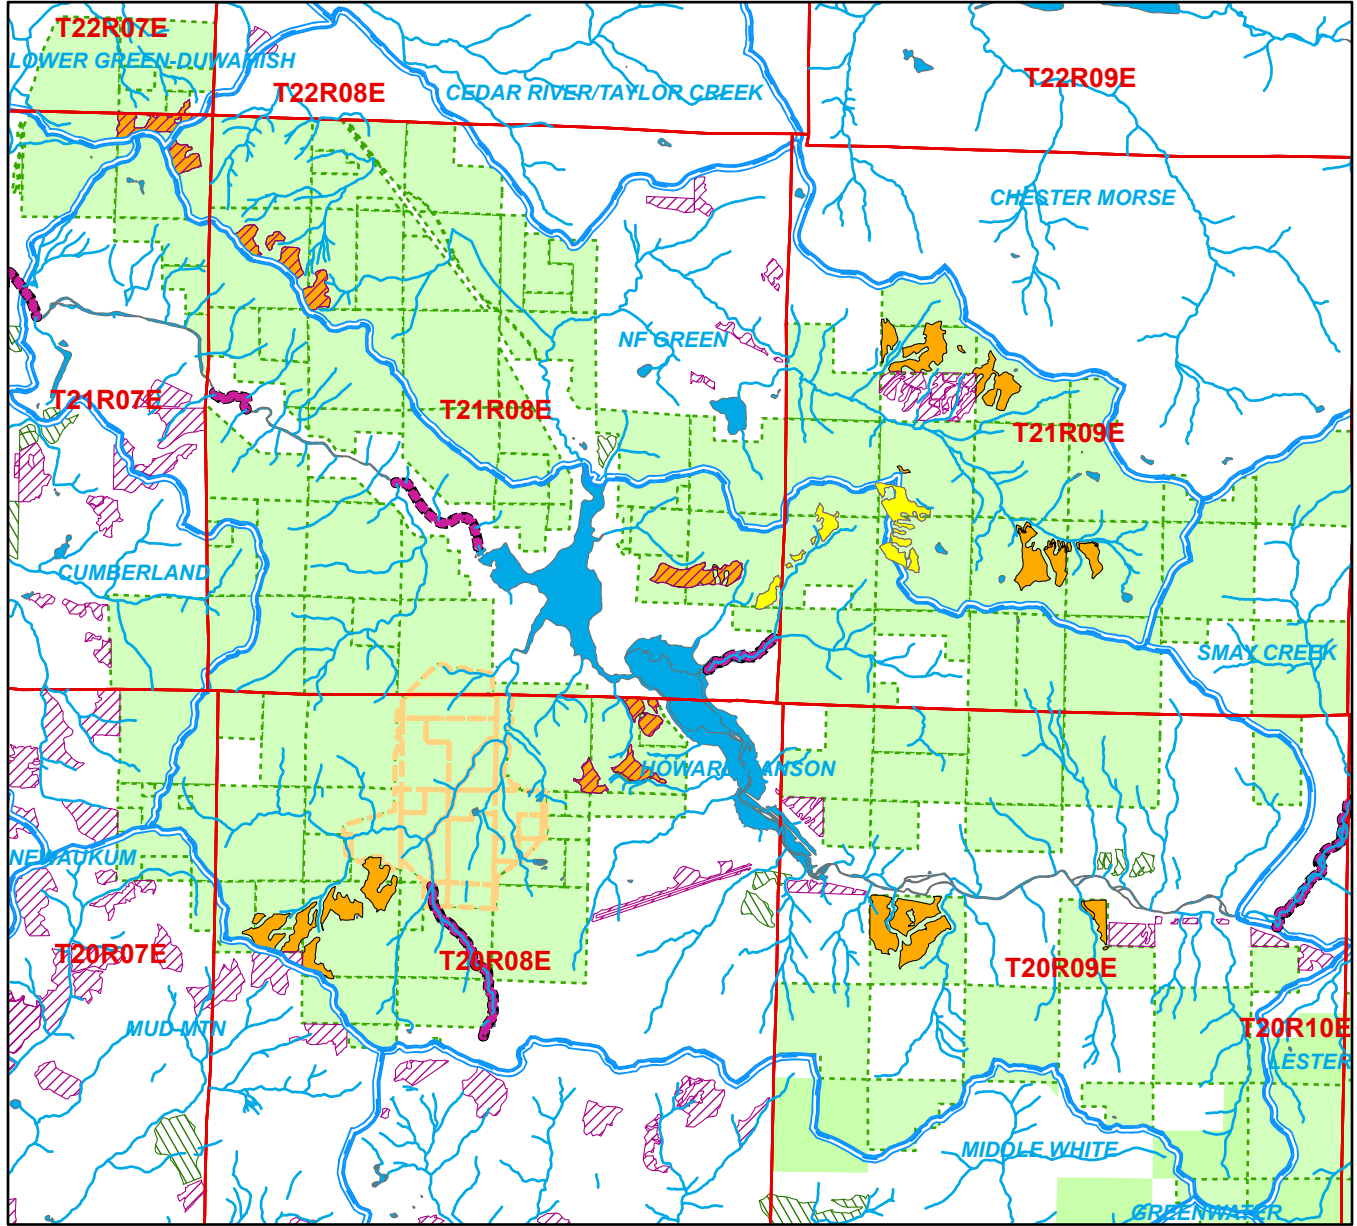 T22R07E
LOWER GREEN-DUWAMISH
T22R08E
CEDAR RIVER/TAYLOR CREEK
T22R09E
CHESTER MORSE
NF GREEN
T21R07E
T21R08E
T21R09E
CUMBERLAND
SMAY CREEK
HOWARD HANSON
NEWAUKUM
T20R07E
T20R08E
T20R09E
MUD MTN
T20R10E
LESTER
MIDDLE WHITE
GREENWATER